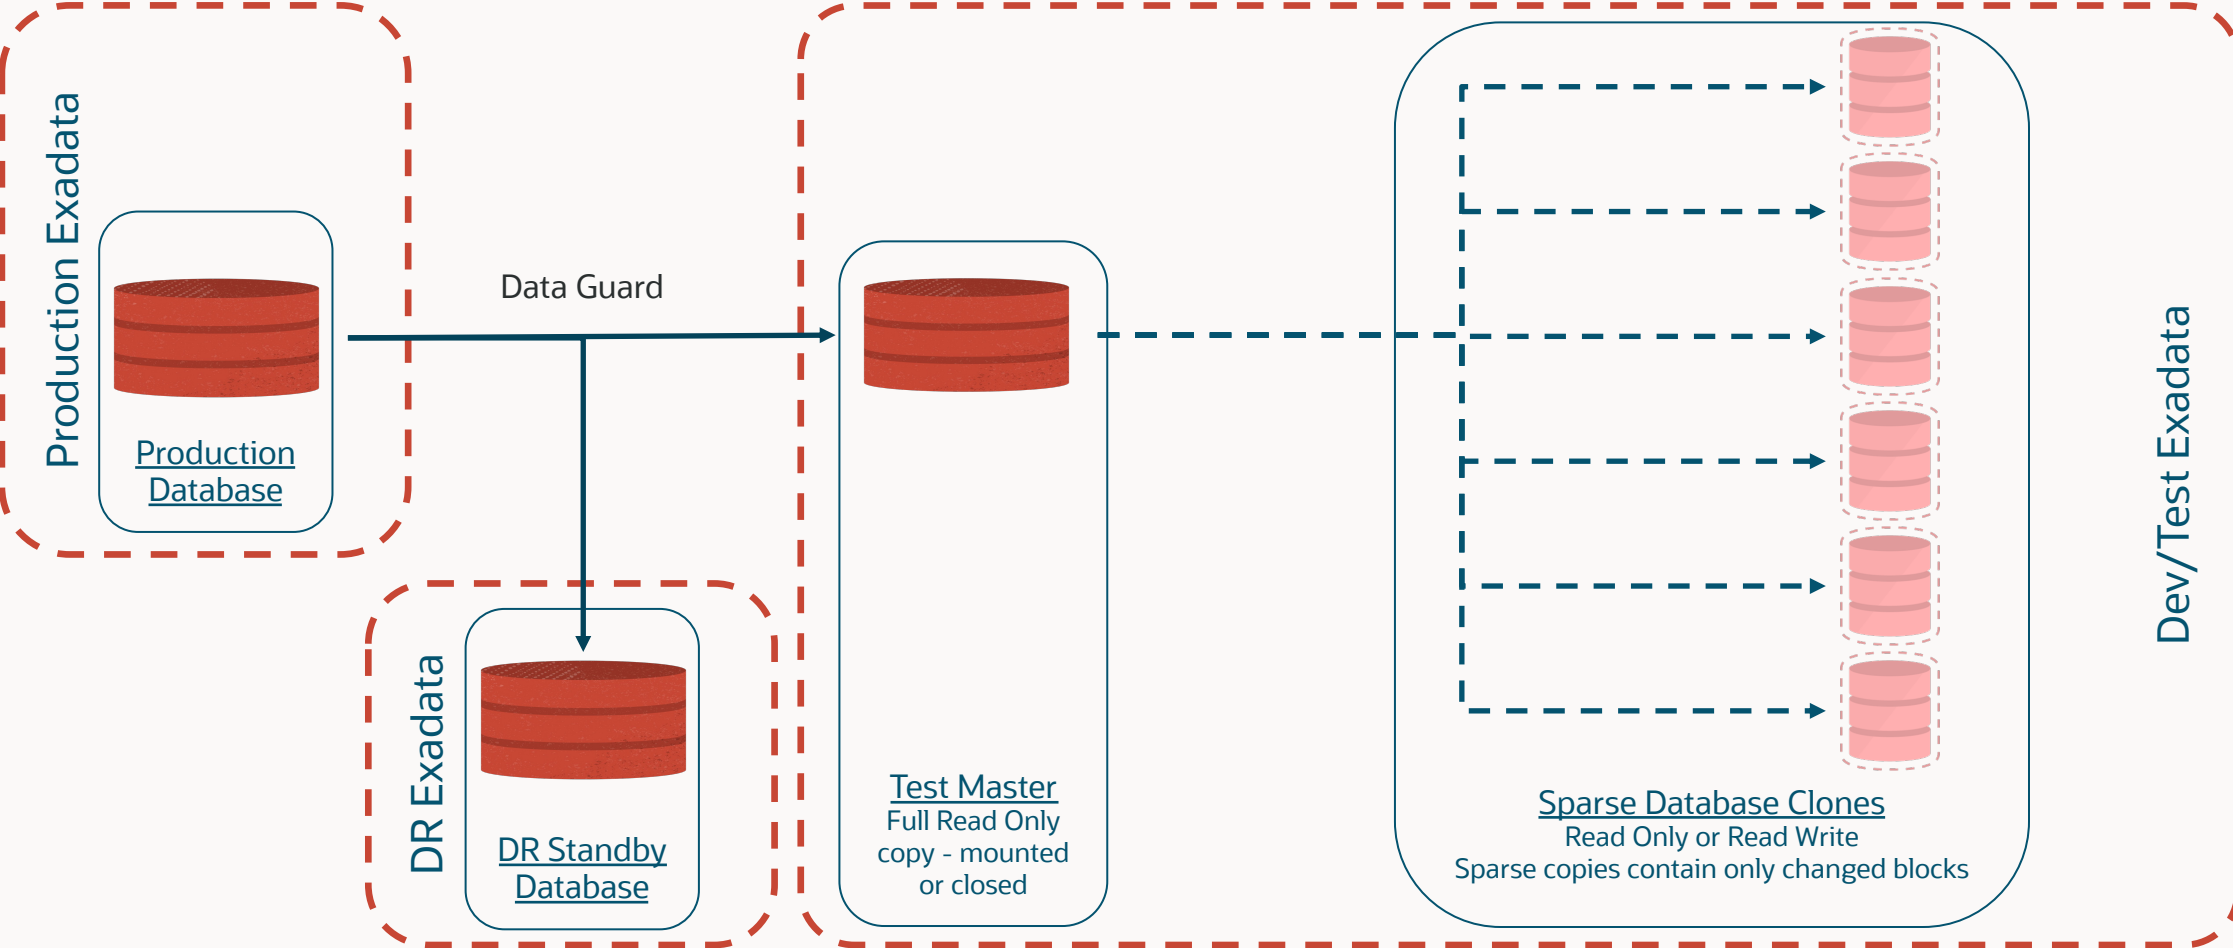 Production Exadata
Production
Database
Data Guard
DR Exadata
DR Standby
Database
Test Master
Full Read Only
copy - mounted
or closed
Sparse Database Clones
Read Only or Read Write
Sparse copies contain only changed blocks
Dev/Test Exadata